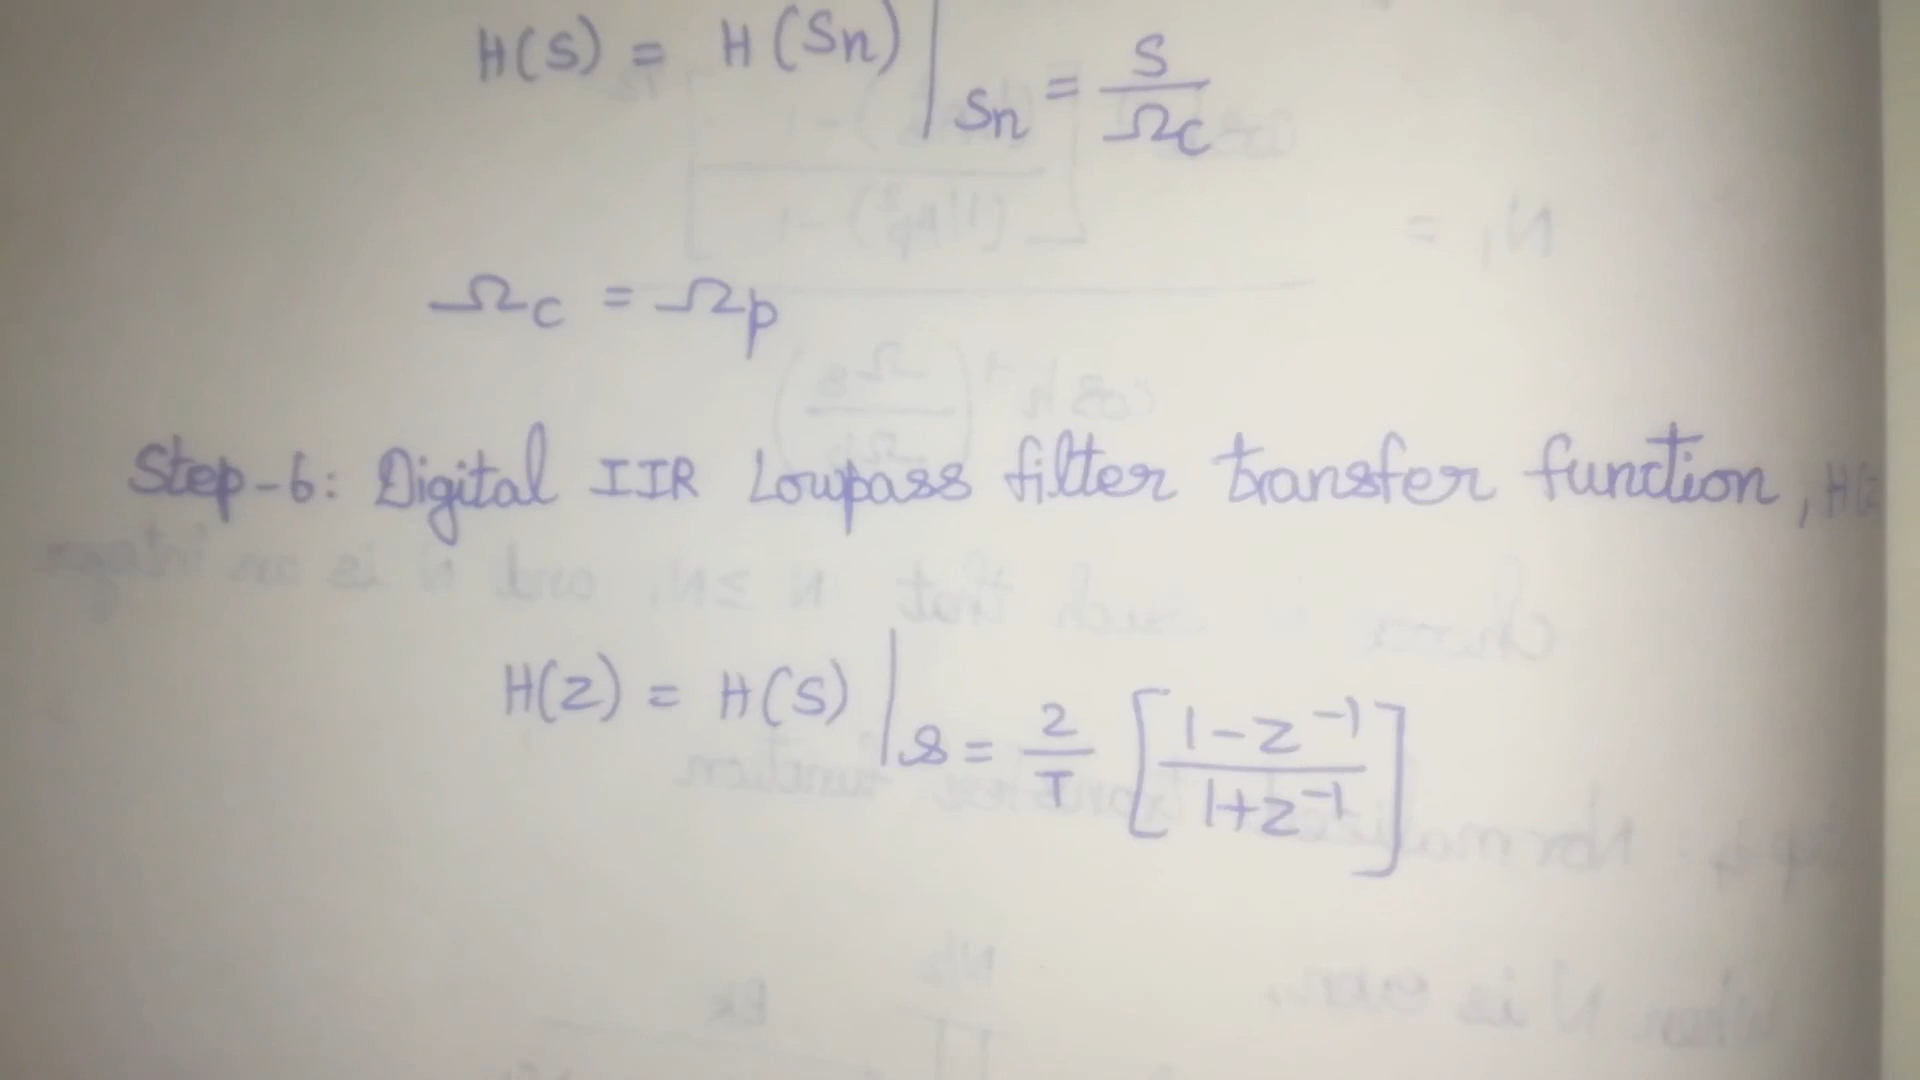 H(S) = H(Sn) | Sn = S/Ωc
Ωc = Ωp
Step-6: Digital IIR Lowpass filter transfer function, H(z
H(Z) = H(S) | s = 2/T [1-z⁻¹ / 1+z⁻¹]